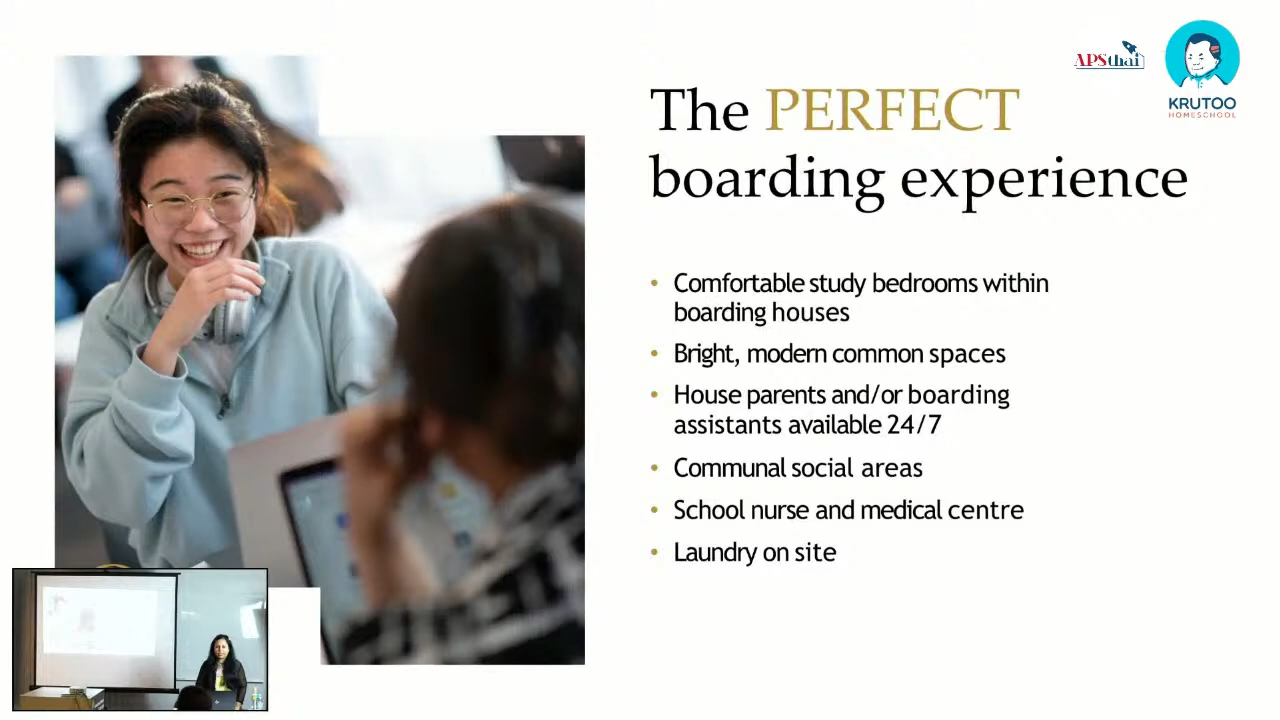 APSthai
KRUTOO
HOMESCHOOL
The PERFECT
boarding experience
• Comfortable study bedrooms within
boarding houses
• Bright, modern common spaces
• House parents and/or boarding
assistants available 24/7
• Communal social areas
• School nurse and medical centre
• Laundry on site